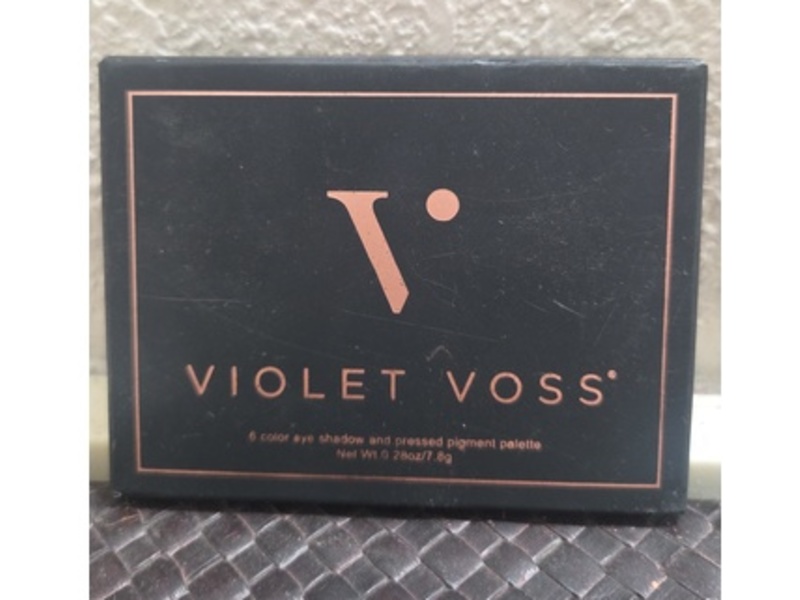 V
VIOLET VOSS®
6 color eye shadow and pressed pigment palette
Net Wt.0.28oz/7.8g